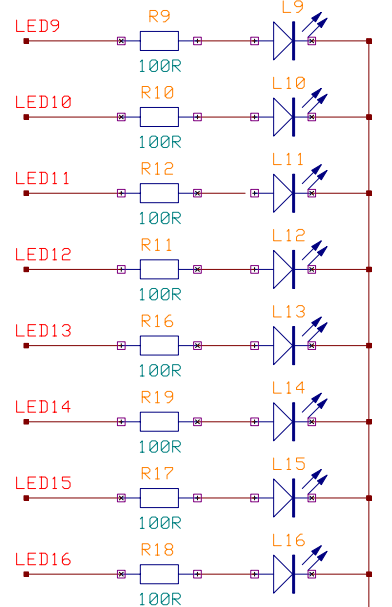 R9 L9
LED9
100R
R10 L10
LED10
100R
R12 L11
LED11
100R
R11 L12
LED12
100R
R16 L13
LED13
100R
R19 L14
LED14
100R
R17 L15
LED15
100R
R18 L16
LED16
100R